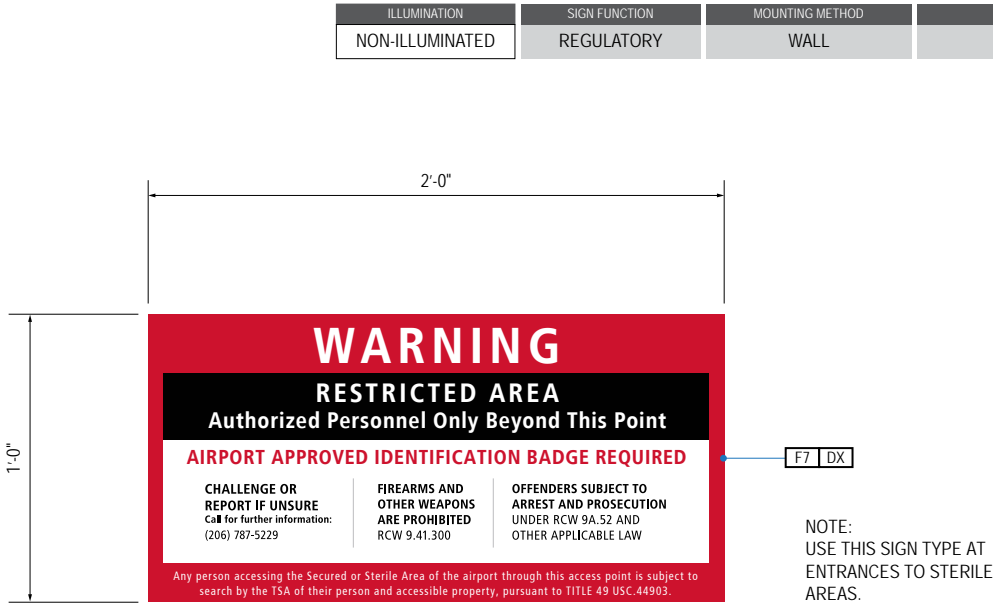 ILLUMINATION SIGN FUNCTION MOUNTING METHOD
NON-ILLUMINATED REGULATORY WALL
2'-0"
1'-0"
WARNING
RESTRICTED AREA
Authorized Personnel Only Beyond This Point
AIRPORT APPROVED IDENTIFICATION BADGE REQUIRED
CHALLENGE OR
REPORT IF UNSURE
Call for further information:
(206) 787-5229
FIREARMS AND
OTHER WEAPONS
ARE PROHIBITED
RCW 9.41.300
OFFENDERS SUBJECT TO
ARREST AND PROSECUTION
UNDER RCW 9A.52 AND
OTHER APPLICABLE LAW
Any person accessing the Secured or Sterile Area of the airport through this access point is subject to
search by the TSA of their person and accessible property, pursuant to TITLE 49 USC.44903.
F7 DX
NOTE:
USE THIS SIGN TYPE AT
ENTRANCES TO STERILE
AREAS.